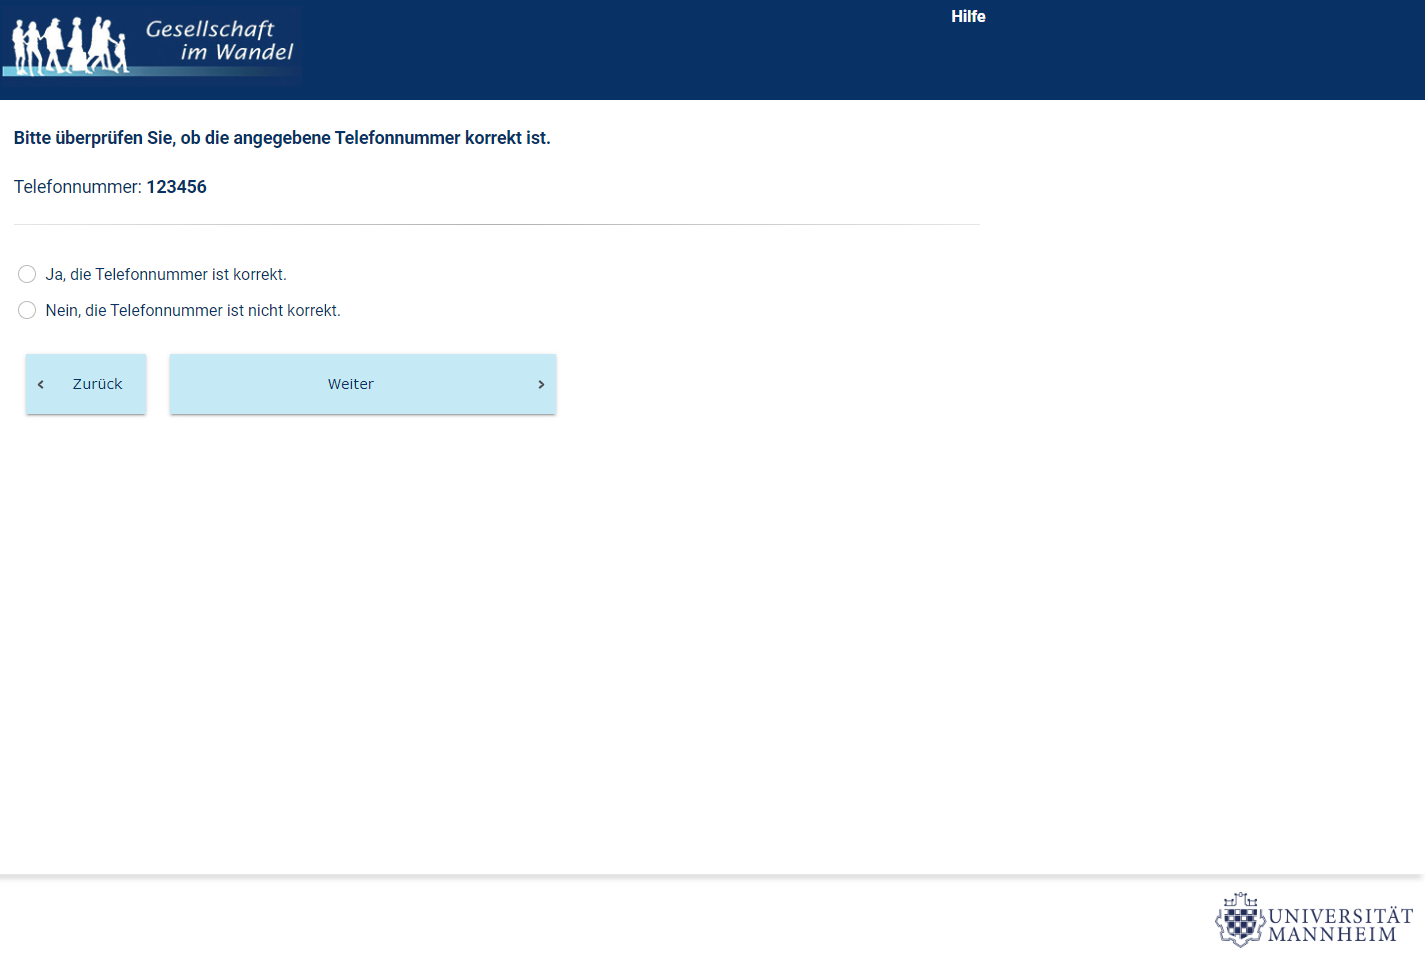 Gesellschaft
im Wandel
Hilfe
Bitte überprüfen Sie, ob die angegebene Telefonnummer korrekt ist.
Telefonnummer: 123456
Ja, die Telefonnummer ist korrekt.
Nein, die Telefonnummer ist nicht korrekt.
Zurück
Weiter
UNIVERSITÄT
MANNHEIM